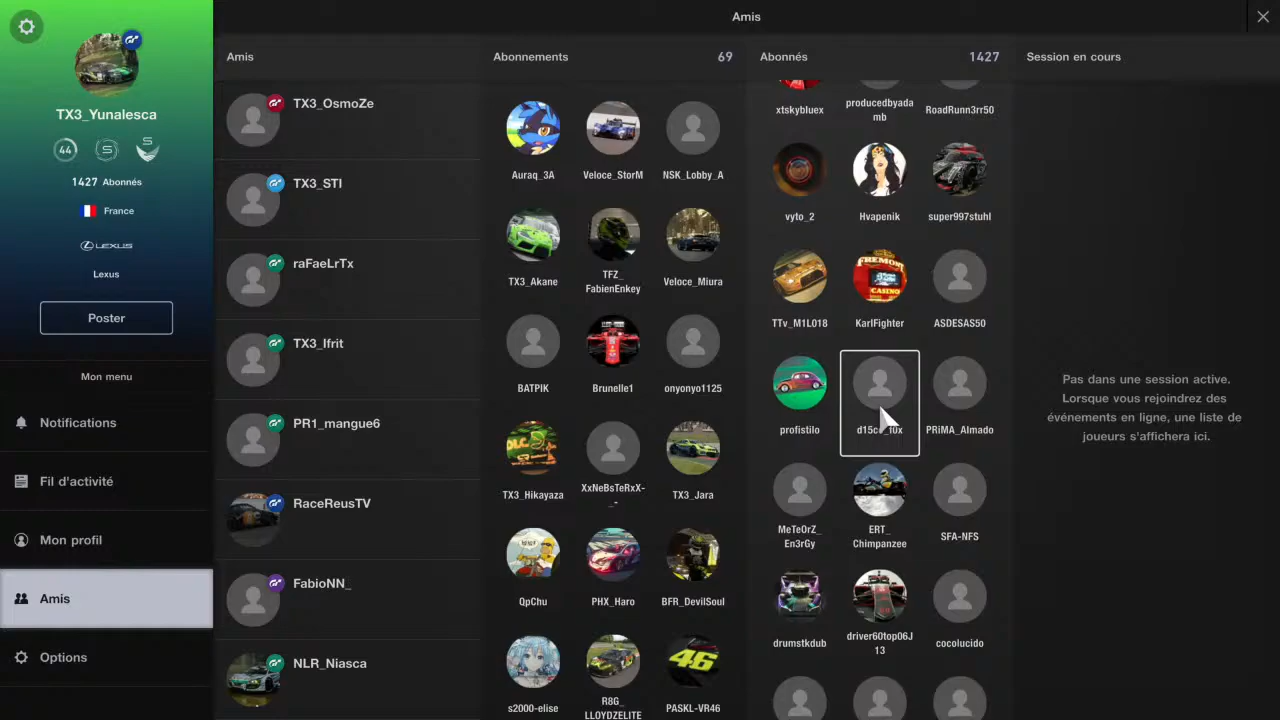 TX3_Yunalesca
44
S
S
1427 Abonnés
France
LEXUS
Lexus
Poster
Mon menu
Notifications
Fil d'activité
Mon profil
Amis
Options
Amis
Amis
TX3_OsmoZe
TX3_STI
raFaeLrTx
TX3_Ifrit
PR1_mangue6
RaceReusTV
FabioNN_
NLR_Niasca
Abonnements 69
Auraq_3A Veloce_StorM NSK_Lobby_A
TX3_Akane TFZ_
FabienEnkey Veloce_Miura
BATPIK Brunelle1 onyonyo1125
TX3_Hikayaza XxNeBsTeRxX-
-_ TX3_Jara
QpChu PHX_Haro BFR_DevilSoul
s2000-elise R8G_
LLOYDZELITE PASKL-VR46
46
Abonnés 1427
xtskybluex producedbyada
mb RoadRunn3rr50
vyto_2 Hvapenik super997stuhl
FREMONT
CASINO
TTv_M1L018 KarlFighter ASDESAS50
profistilo PRiMA_Almado
MeTeOrZ_
En3rGy ERT_
Chimpanzee SFA-NFS
drumstkdub driver60top06J
13 cocolucido
Session en cours
Pas dans une session active.
Lorsque vous rejoindrez des
événements en ligne, une liste de
joueurs s'affichera ici.